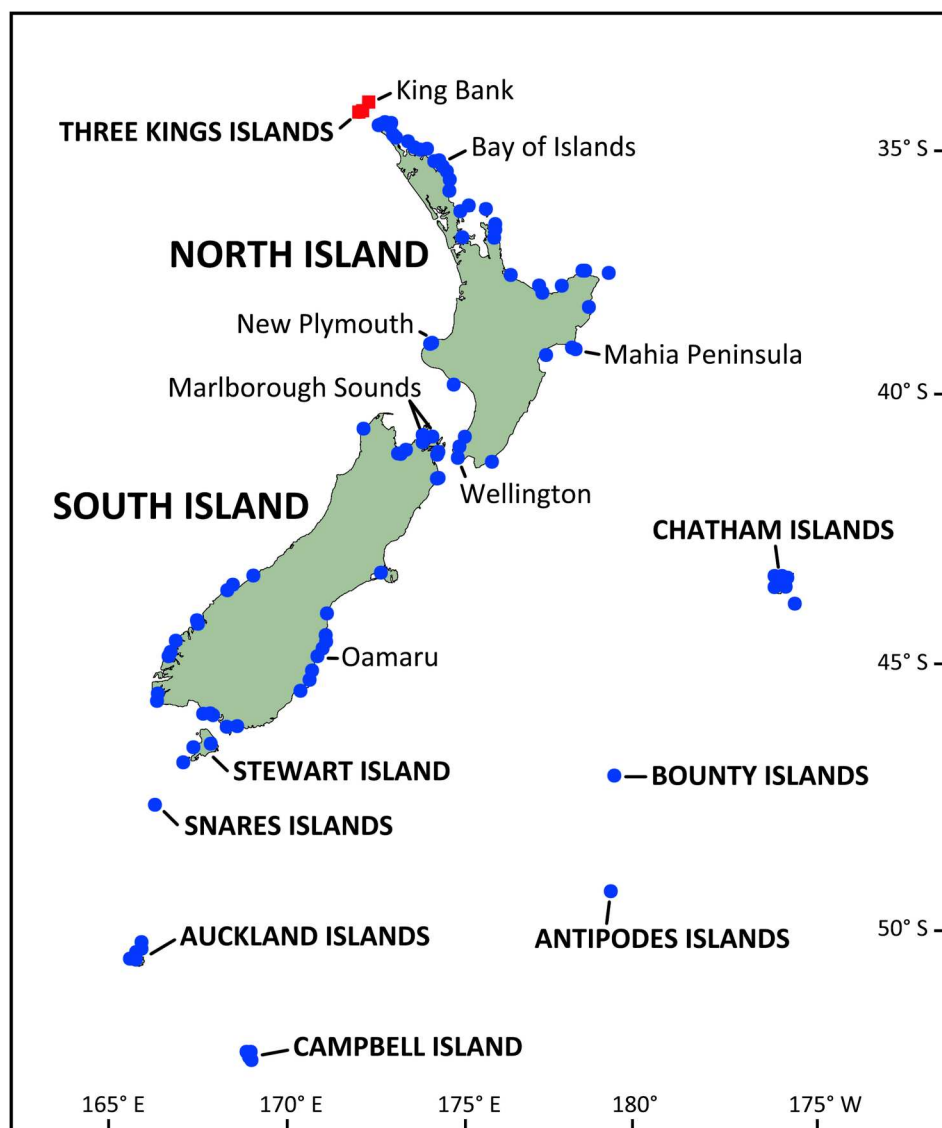 King Bank
THREE KINGS ISLANDS
35° S
Bay of Islands
NORTH ISLAND
New Plymouth
Mahia Peninsula
Marlborough Sounds
40° S
Wellington
SOUTH ISLAND
CHATHAM ISLANDS
Oamaru
45° S
STEWART ISLAND
BOUNTY ISLANDS
SNARES ISLANDS
AUCKLAND ISLANDS
ANTIPODES ISLANDS
50° S
CAMPBELL ISLAND
165° E
170° E
175° E
180°
175° W